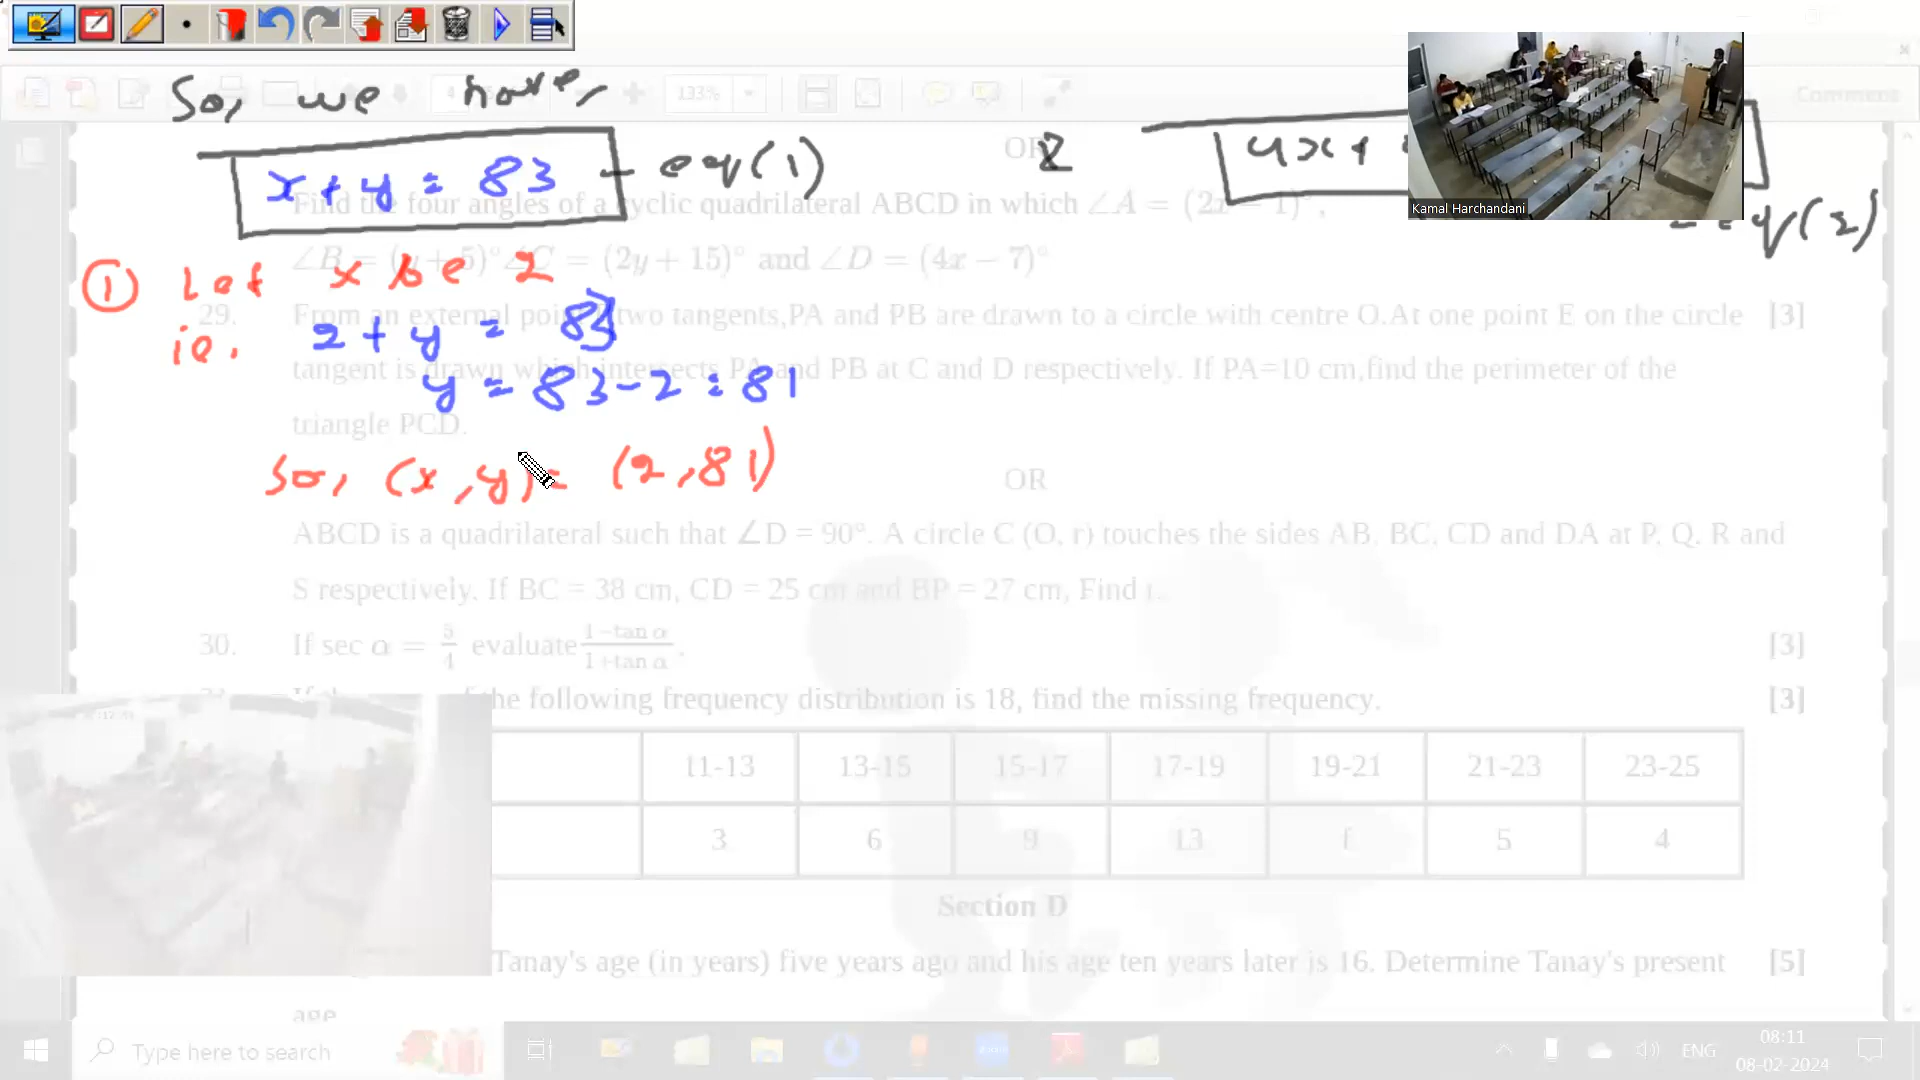 133%
Comment
So, we have,
x + y = 83 - eq(1)
OR
&
4x +
eq(2)
Kamal Harchandani
Find the four angles of a cyclic quadrilateral ABCD in which ∠A = (2x − 1)°,
∠B = (y + 5)° ∠C = (2y + 15)° and ∠D = (4x − 7)°
① Let x be 2
ie. 2 + y = 83
y = 83 - 2 = 81
So, (x, y) = (2, 81)
29. From an external point two tangents,PA and PB are drawn to a circle with centre O.At one point E on the circle [3]
tangent is drawn which intersects PA and PB at C and D respectively. If PA=10 cm,find the perimeter of the
triangle PCD.
OR
ABCD is a quadrilateral such that ∠D = 90°. A circle C (O, r) touches the sides AB, BC, CD and DA at P, Q, R and
S respectively. If BC = 38 cm, CD = 25 cm and BP = 27 cm, Find r.
30. If sec α = 5/4 evaluate (1−tan α)/(1+tan α). [3]
the following frequency distribution is 18, find the missing frequency. [3]
11-13 13-15 15-17 17-19 19-21 21-23 23-25
3 6 9 13 f 5 4
Section D
Tanay's age (in years) five years ago and his age ten years later is 16. Determine Tanay's present [5]
age
Type here to search
ENG
08:11
08-02-2024